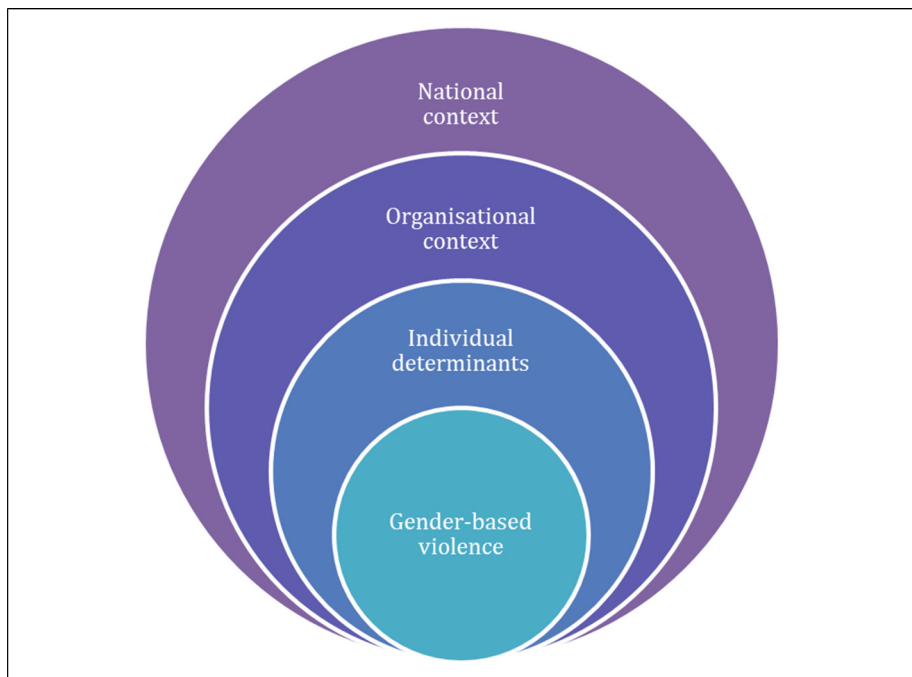 National
context
Organisational
context
Individual
determinants
Gender-based
violence